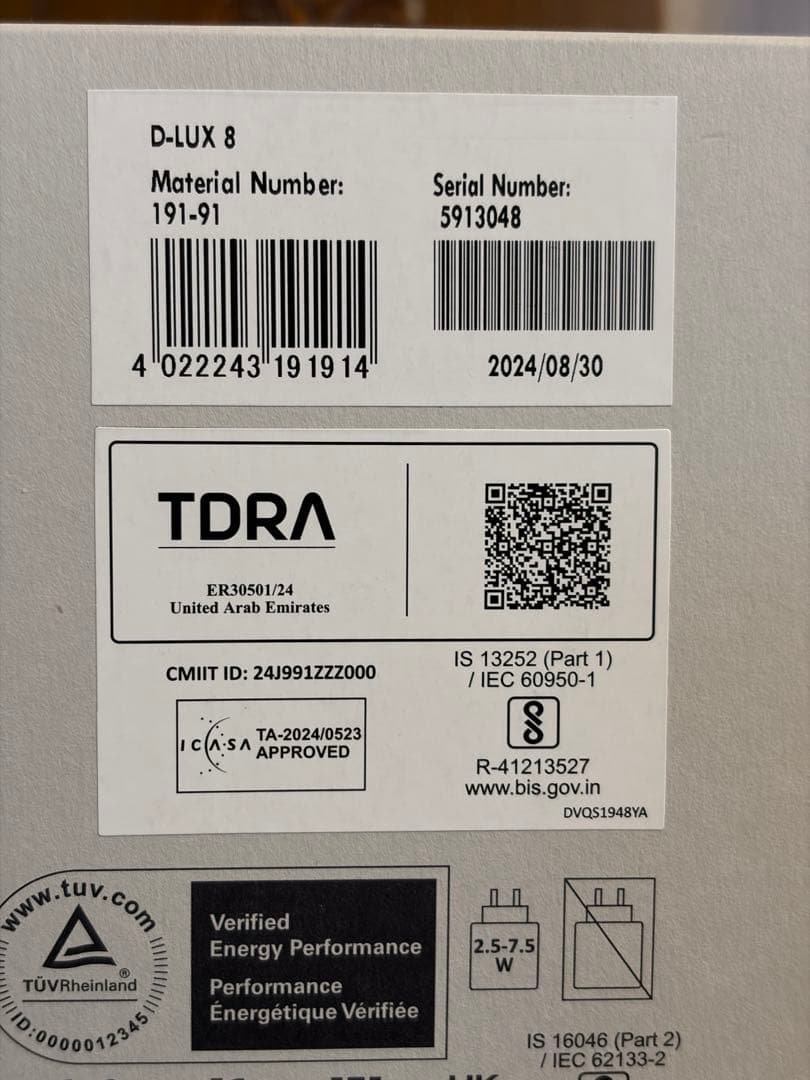 D-LUX 8
Material Number:
191-91
4 022243 191914
Serial Number:
5913048
2024/08/30
TDRA
ER30501/24
United Arab Emirates
CMIIT ID: 24J991ZZZ000
ICASA
TA-2024/0523
APPROVED
IS 13252 (Part 1)
/ IEC 60950-1
R-41213527
www.bis.gov.in
DVQS1948YA
www.tuv.com
TÜVRheinland®
ID:0000012345
Verified
Energy Performance
Performance
Énergétique Vérifiée
2.5-7.5
W
IS 16046 (Part 2)
/ IEC 62133-2